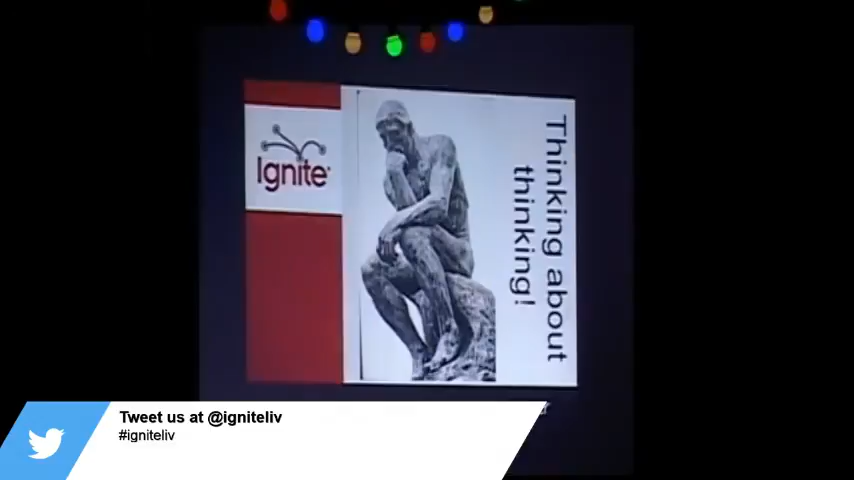 Ignite
Thinking about
thinking!
Tweet us at @igniteliv
#igniteliv